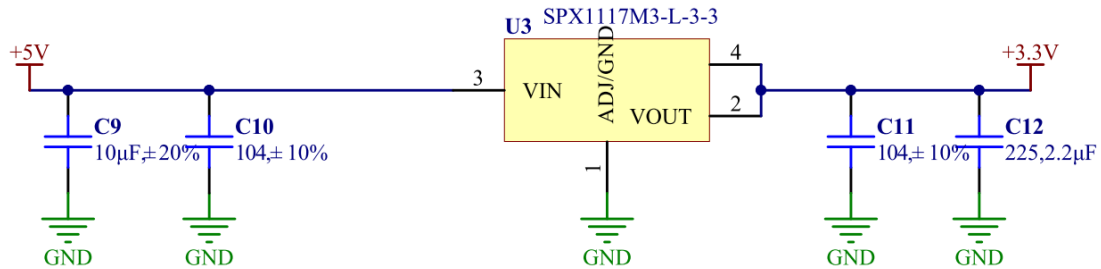 SPX1117M3-L-3-3
U3
+5V
+3.3V
ADJ/GND
4
3
VIN
2
VOUT
C9
10μF,±20%
C10
104,±10%
C11
104,±10%
C12
225,2.2μF
1
GND
GND
GND
GND
GND